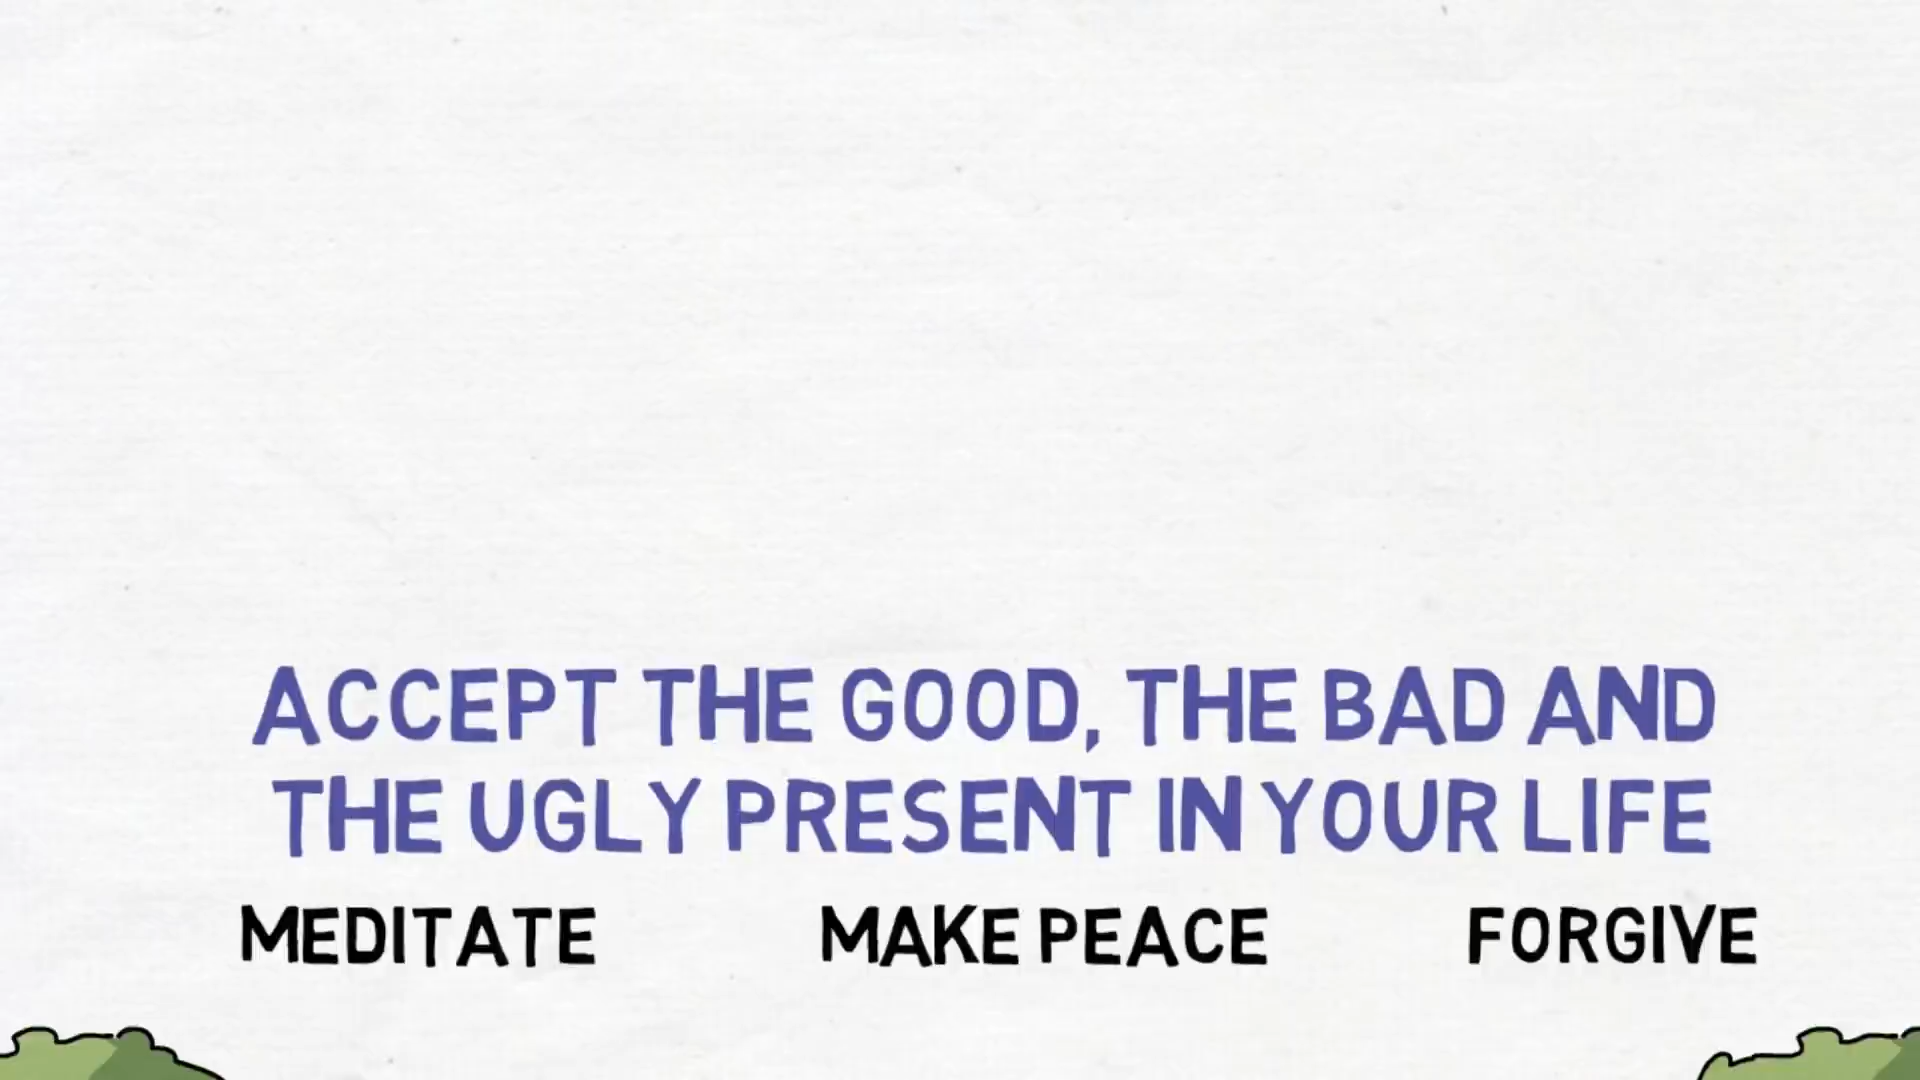 ACCEPT THE GOOD, THE BAD AND
THE UGLY PRESENT IN YOUR LIFE
MEDITATE MAKE PEACE FORGIVE